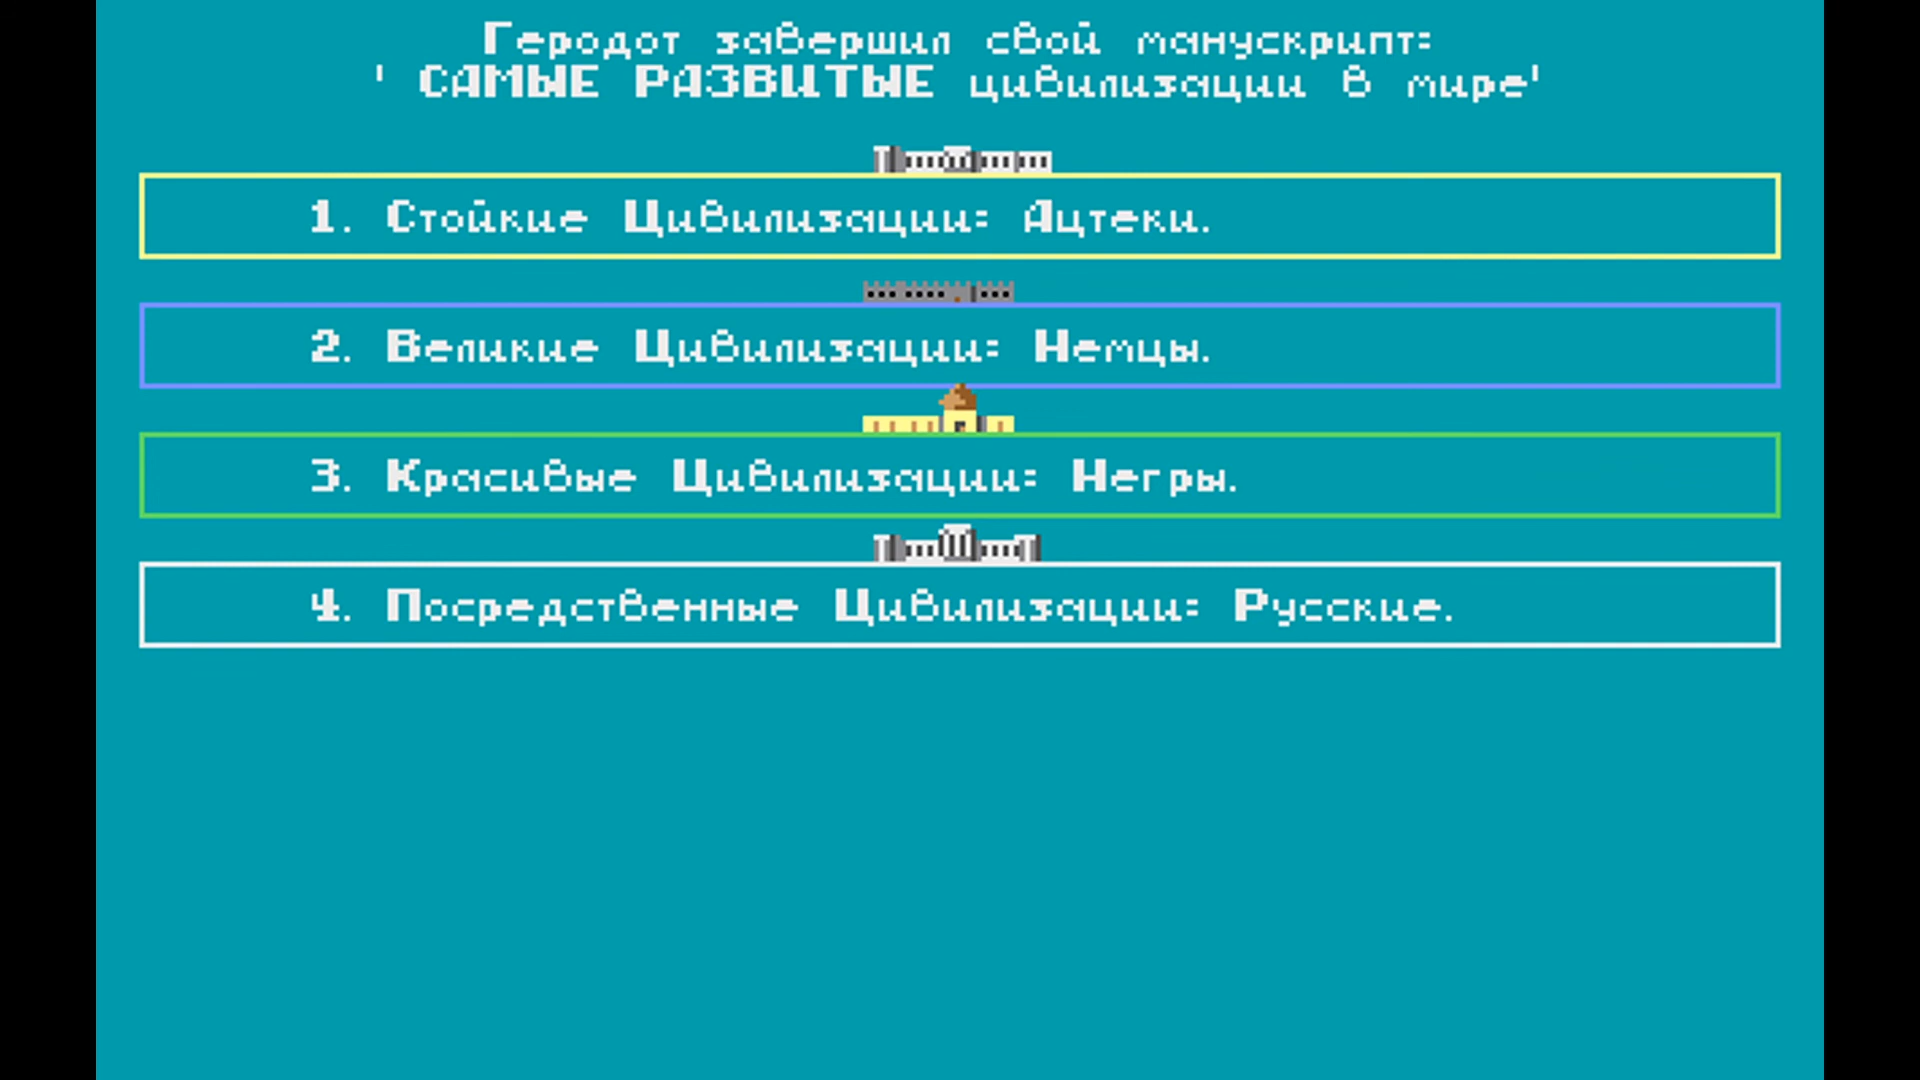 Геродот завершил свой манускрипт:
' САМЫЕ РАЗВИТЫЕ цивилизации в мире'
1. Стойкие Цивилизации: Ацтеки.
2. Великие Цивилизации: Немцы.
3. Красивые Цивилизации: Негры.
4. Посредственные Цивилизации: Русские.